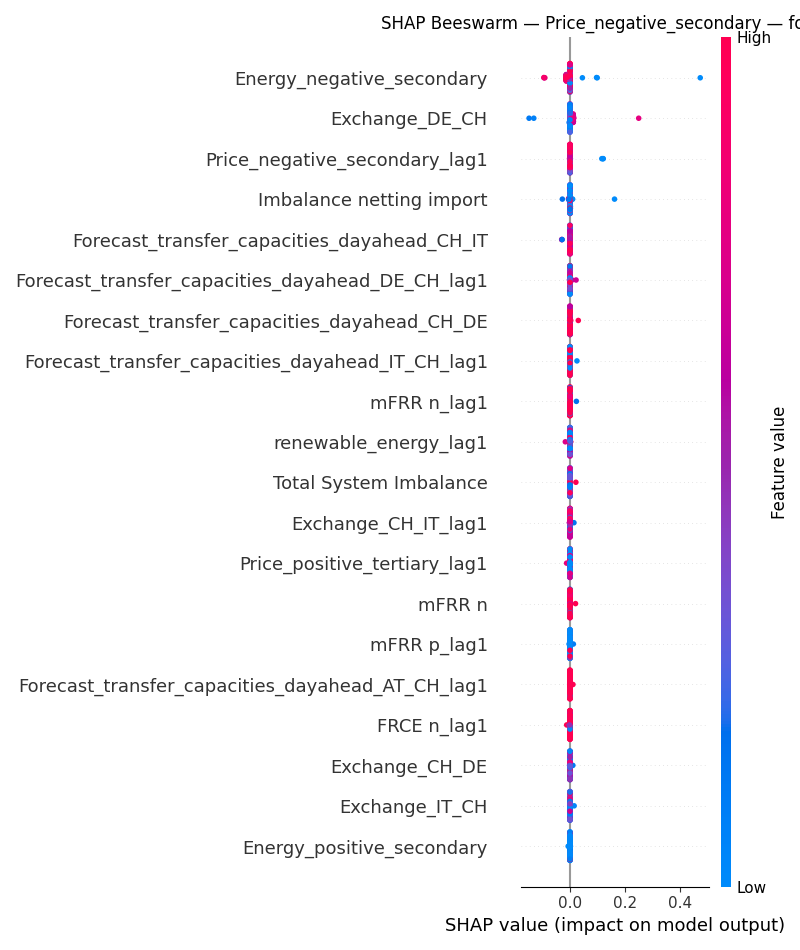 SHAP Beeswarm — Price_negative_secondary — fo
High
Energy_negative_secondary
Exchange_DE_CH
Price_negative_secondary_lag1
Imbalance netting import
Forecast_transfer_capacities_dayahead_CH_IT
Forecast_transfer_capacities_dayahead_DE_CH_lag1
Forecast_transfer_capacities_dayahead_CH_DE
Forecast_transfer_capacities_dayahead_IT_CH_lag1
mFRR n_lag1
renewable_energy_lag1
Total System Imbalance
Exchange_CH_IT_lag1
Price_positive_tertiary_lag1
mFRR n
mFRR p_lag1
Forecast_transfer_capacities_dayahead_AT_CH_lag1
FRCE n_lag1
Exchange_CH_DE
Exchange_IT_CH
Energy_positive_secondary
Feature value
Low
0.0 0.2 0.4
SHAP value (impact on model output)